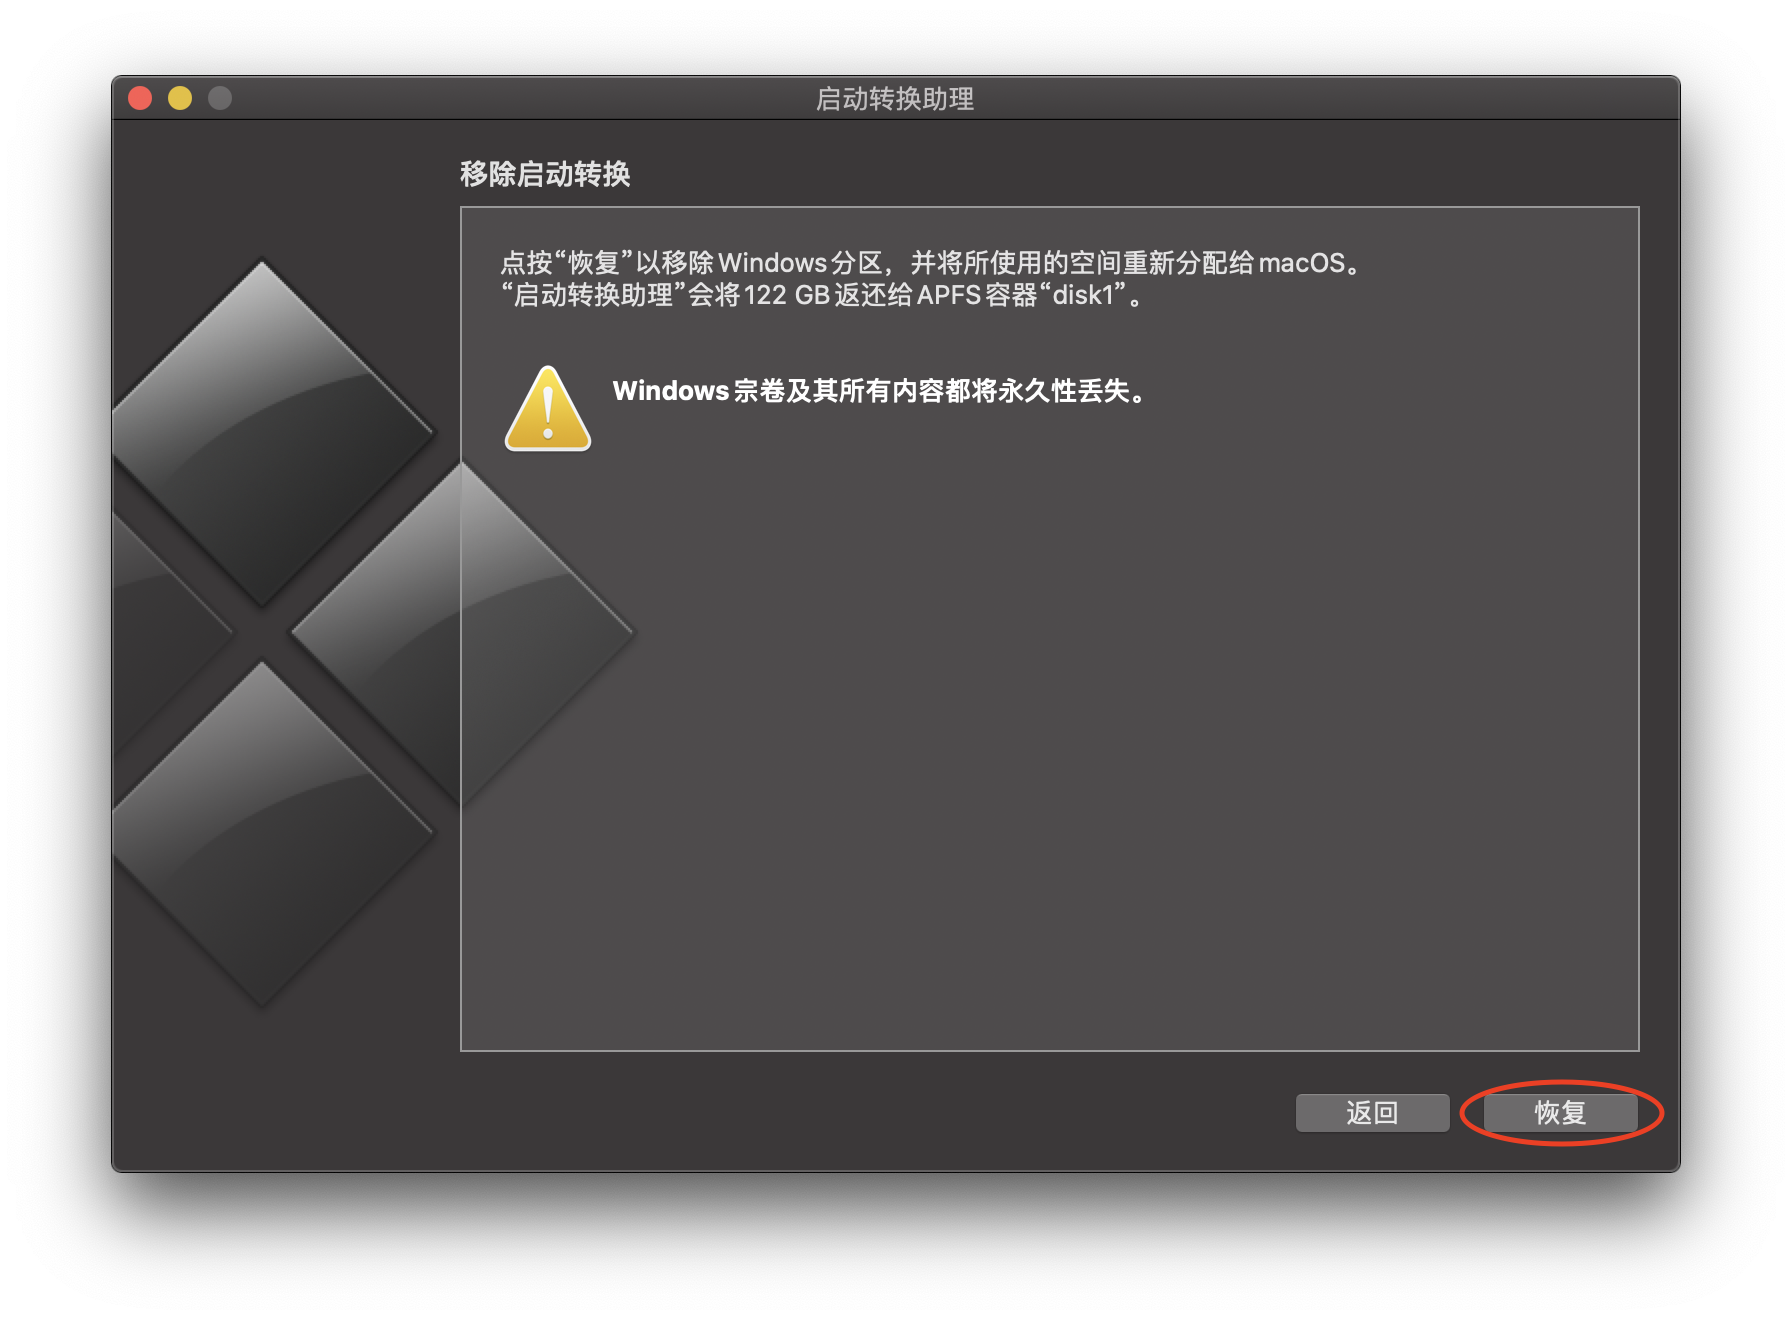 启动转换助理
移除启动转换
点按“恢复”以移除 Windows 分区，并将所使用的空间重新分配给 macOS。
“启动转换助理”会将 122 GB 返还给 APFS 容器“disk1”。
Windows 宗卷及其所有内容都将永久性丢失。
返回
恢复